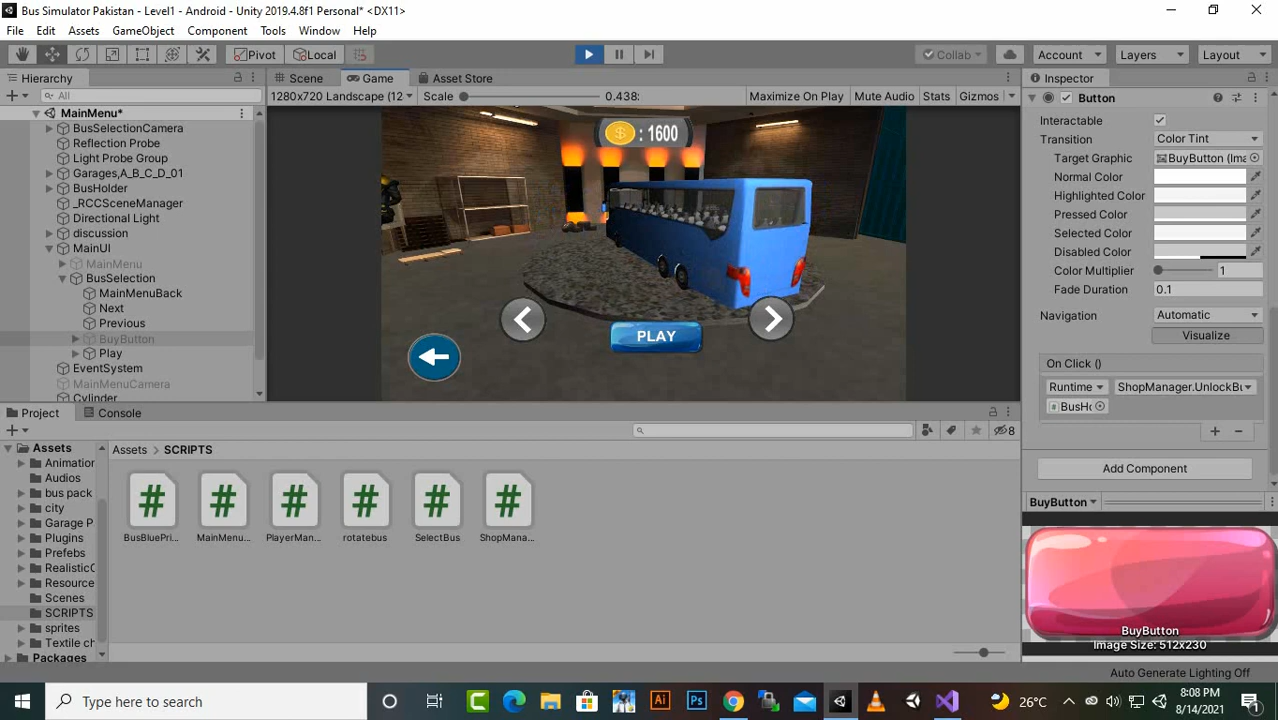 Bus Simulator Pakistan - Level1 - Android - Unity 2019.4.8f1 Personal* <DX11>
File Edit Assets GameObject Component Tools Window Help
Pivot Local Collab Account Layers Layout
Hierarchy
All
MainMenu*
BusSelectionCamera
Reflection Probe
Light Probe Group
Garages,A_B_C_D_01
BusHolder
_RCCSceneManager
Directional Light
discussion
MainUI
MainMenu
BusSelection
MainMenuBack
Next
Previous
BuyButton
Play
EventSystem
MainMenuCamera
Cylinder
Scene Game Asset Store
1280x720 Landscape (12 Scale 0.438: Maximize On Play Mute Audio Stats Gizmos
$ : 1600
PLAY
Inspector
Button
Interactable
Transition Color Tint
Target Graphic BuyButton (Ima
Normal Color
Highlighted Color
Pressed Color
Selected Color
Disabled Color
Color Multiplier 1
Fade Duration 0.1
Navigation Automatic
Visualize
On Click ()
Runtime ShopManager.UnlockBu
# BusHo
+ −
Add Component
BuyButton
BuyButton
Image Size: 512x230
Project Console
8
Assets
Animation
Audios
bus pack
city
Garage P
Plugins
Prefebs
RealisticC
Resource
Scenes
SCRIPTS
sprites
Textile ch
Packages
Assets > SCRIPTS
# # # # # #
BusBluePri... MainMenu... PlayerMan... rotatebus SelectBus ShopMana...
Auto Generate Lighting Off
Type here to search
Ai Ps
26°C
8:08 PM
8/14/2021
1